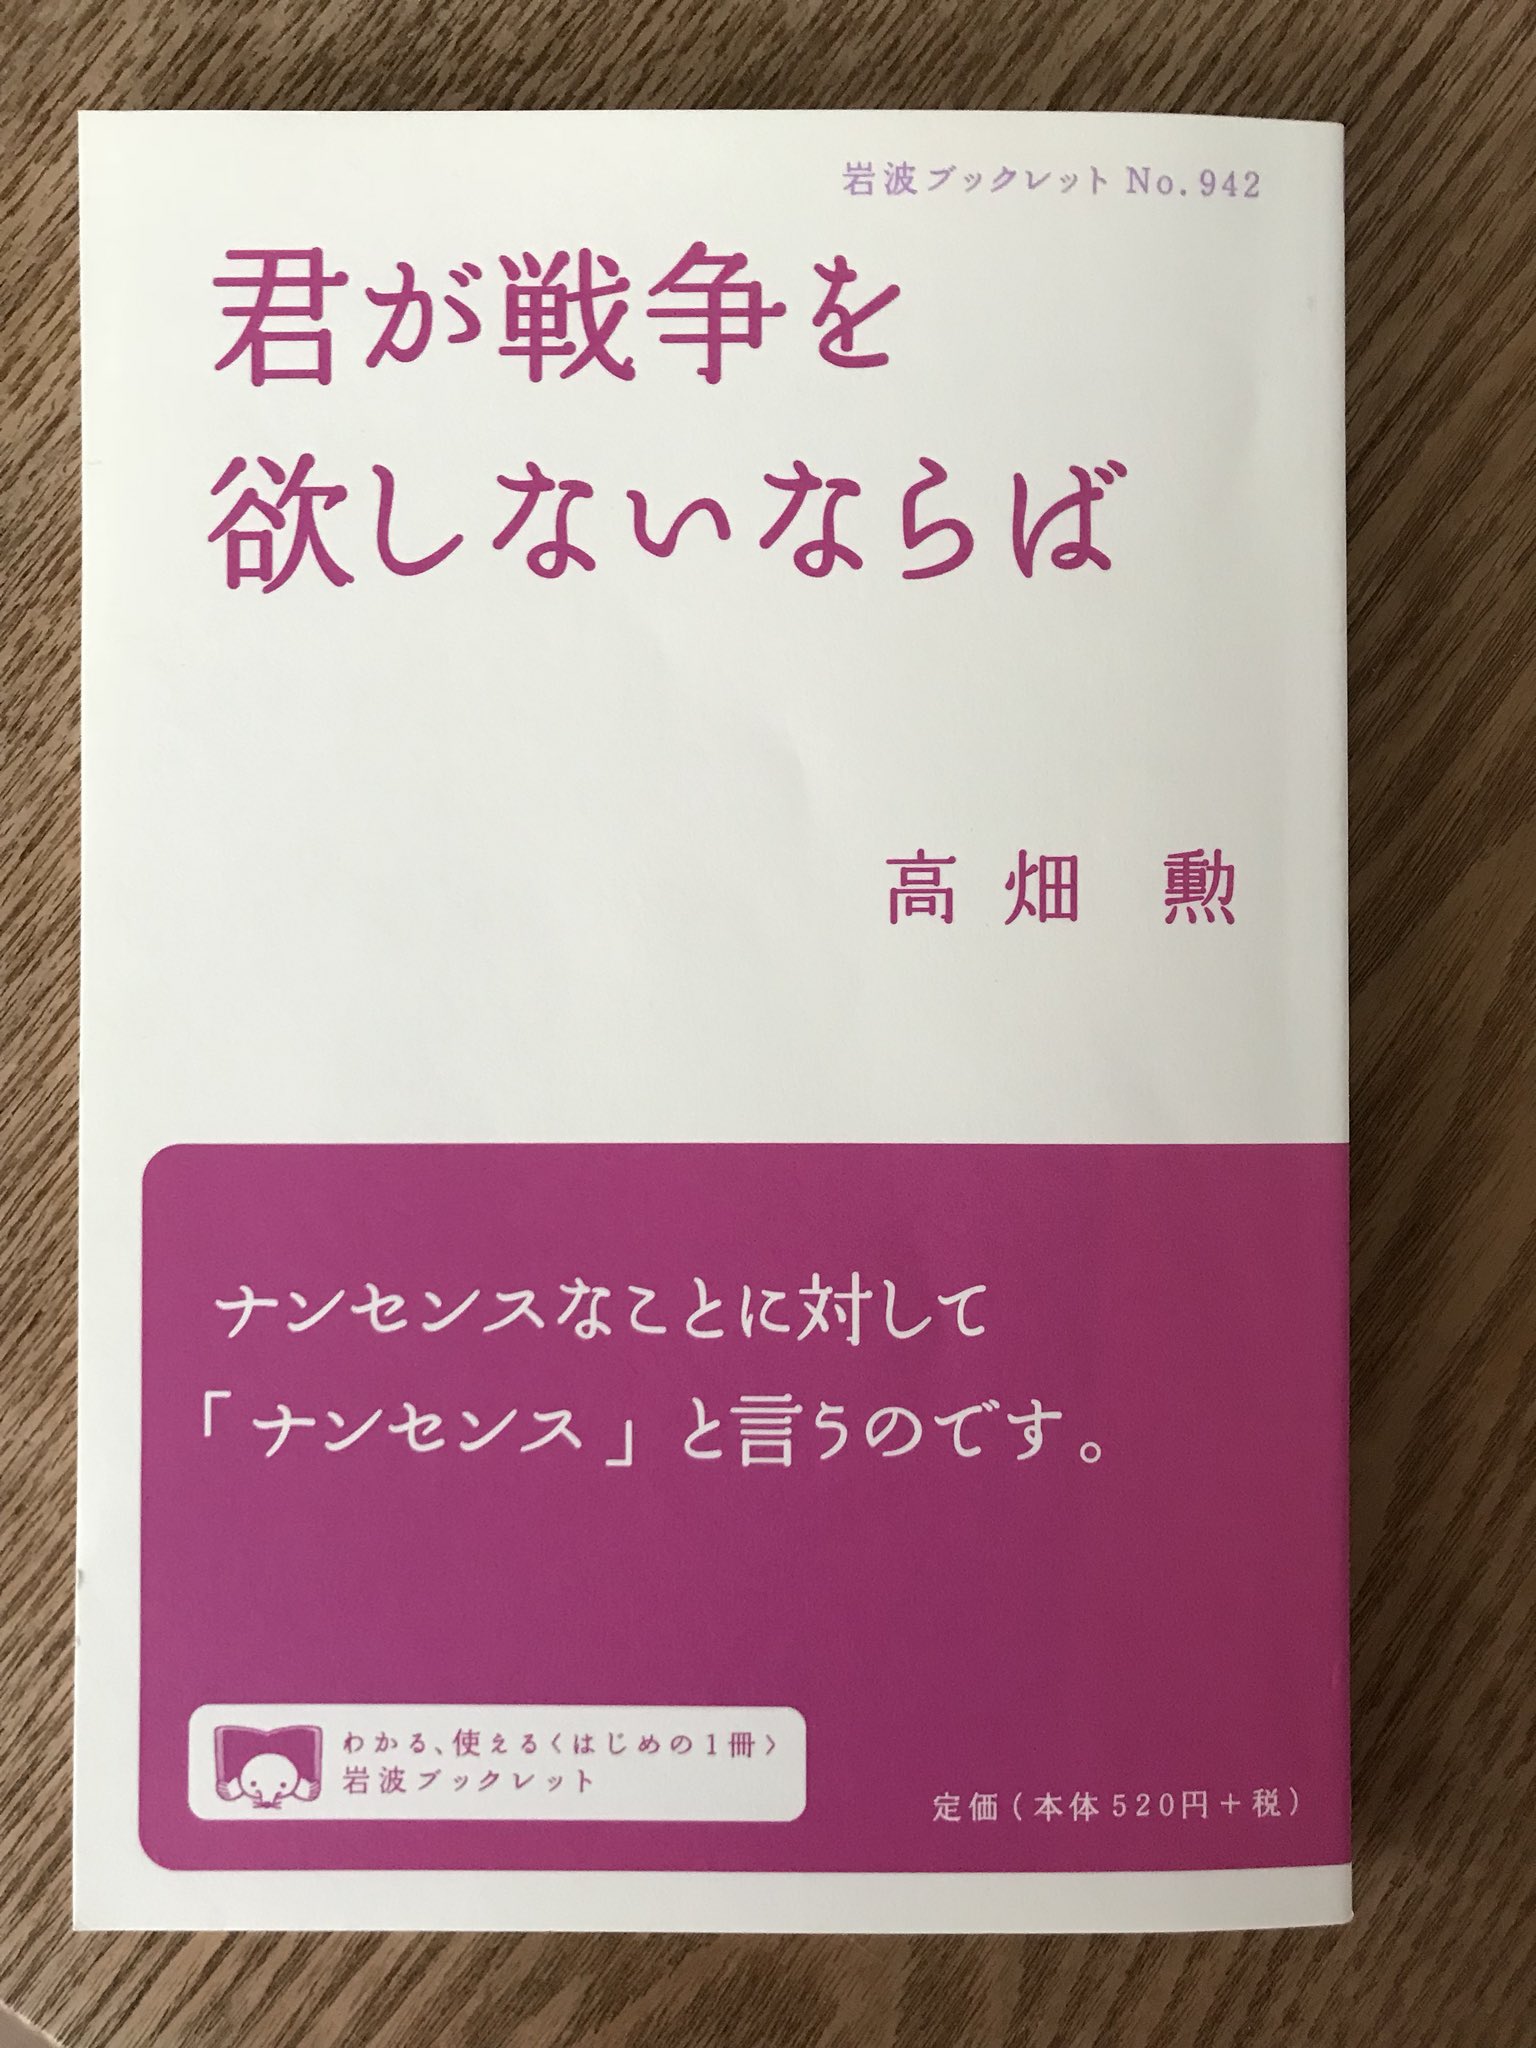 岩波ブックレット No.942
君が戦争を
欲しないならば
高畑 勲
ナンセンスなことに対して
「ナンセンス」と言うのです。
わかる、使える〈はじめの1冊〉
岩波ブックレット
定価(本体520円+税)